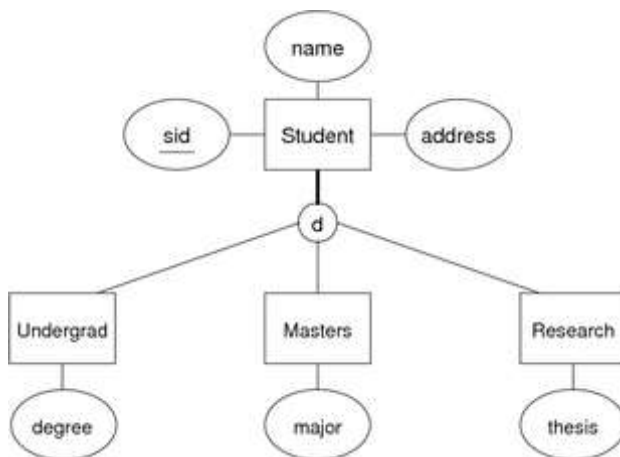 name
sid
Student
address
d
Undergrad
Masters
Research
degree
major
thesis